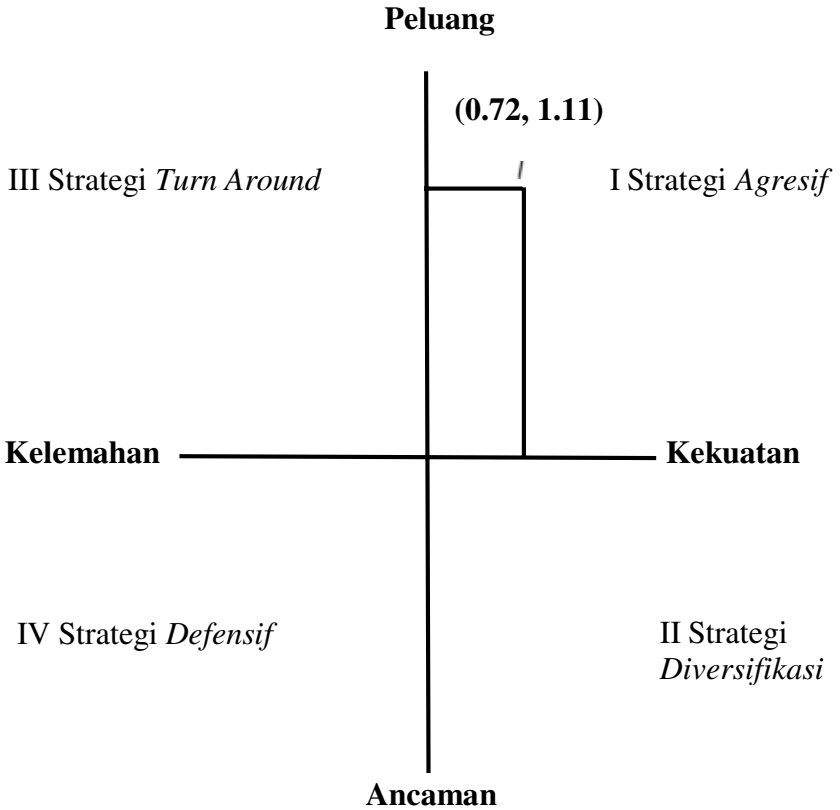 Peluang
(0.72, 1.11)
III Strategi Turn Around
I Strategi Agresif
Kelemahan
Kekuatan
IV Strategi Defensif
II Strategi
Diversifikasi
Ancaman